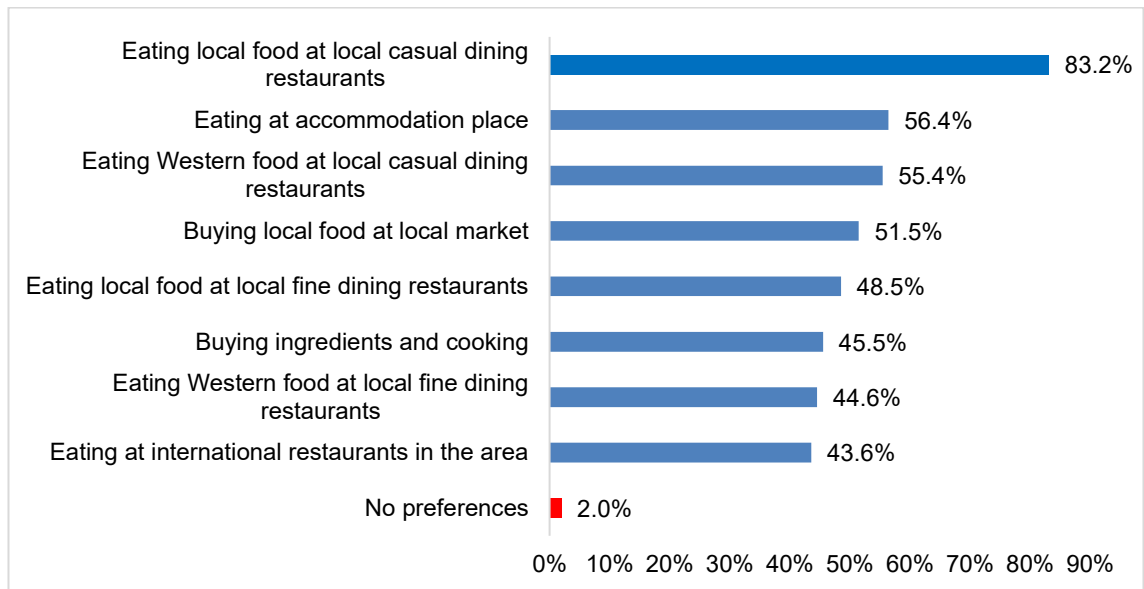 Eating local food at local casual dining
restaurants
83.2%
Eating at accommodation place
56.4%
Eating Western food at local casual dining
restaurants
55.4%
Buying local food at local market
51.5%
Eating local food at local fine dining restaurants
48.5%
Buying ingredients and cooking
45.5%
Eating Western food at local fine dining
restaurants
44.6%
Eating at international restaurants in the area
43.6%
No preferences
2.0%
0% 10% 20% 30% 40% 50% 60% 70% 80% 90%